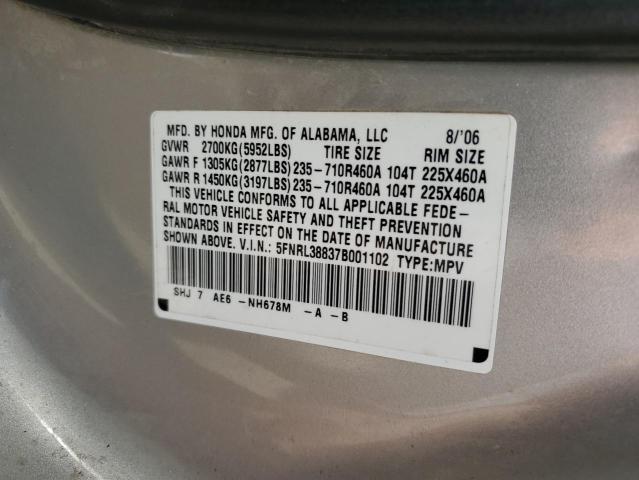 MFD. BY HONDA MFG. OF ALABAMA, LLC 8/'06
GVWR 2700KG(5952LBS) TIRE SIZE RIM SIZE
GAWR F 1305KG(2877LBS)235-710R460A 104T 225X460A
GAWR R 1450KG(3197LBS)235-710R460A 104T 225X460A
THIS VEHICLE CONFORMS TO ALL APPLICABLE FEDE-
RAL MOTOR VEHICLE SAFETY AND THEFT PREVENTION
STANDARDS IN EFFECT ON THE DATE OF MANUFACTURE
SHOWN ABOVE. V.I.N.: 5FNRL38837B001102 TYPE:MPV
SHJ 7 AE6 -NH678M -A -B